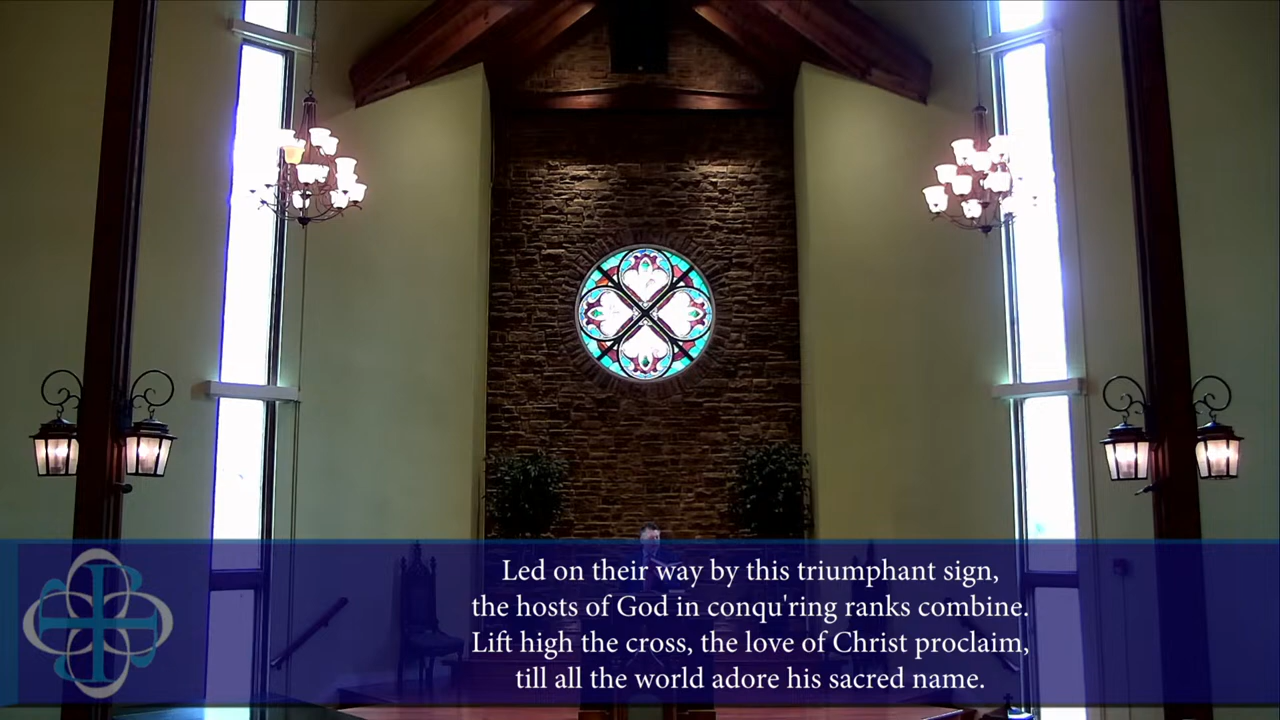 Led on their way by this triumphant sign,
the hosts of God in conqu'ring ranks combine.
Lift high the cross, the love of Christ proclaim,
till all the world adore his sacred name.